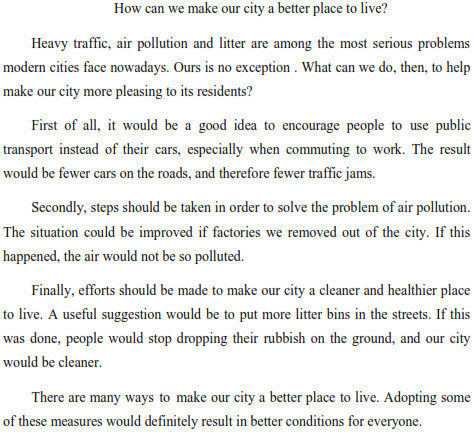 How can we make our city a better place to live?
Heavy traffic, air pollution and litter are among the most serious problems
modern cities face nowadays. Ours is no exception . What can we do, then, to help
make our city more pleasing to its residents?
First of all, it would be a good idea to encourage people to use public
transport instead of their cars, especially when commuting to work. The result
would be fewer cars on the roads, and therefore fewer traffic jams.
Secondly, steps should be taken in order to solve the problem of air pollution.
The situation could be improved if factories we removed out of the city. If this
happened, the air would not be so polluted.
Finally, efforts should be made to make our city a cleaner and healthier place
to live. A useful suggestion would be to put more litter bins in the streets. If this
was done, people would stop dropping their rubbish on the ground, and our city
would be cleaner.
There are many ways to make our city a better place to live. Adopting some
of these measures would definitely result in better conditions for everyone.